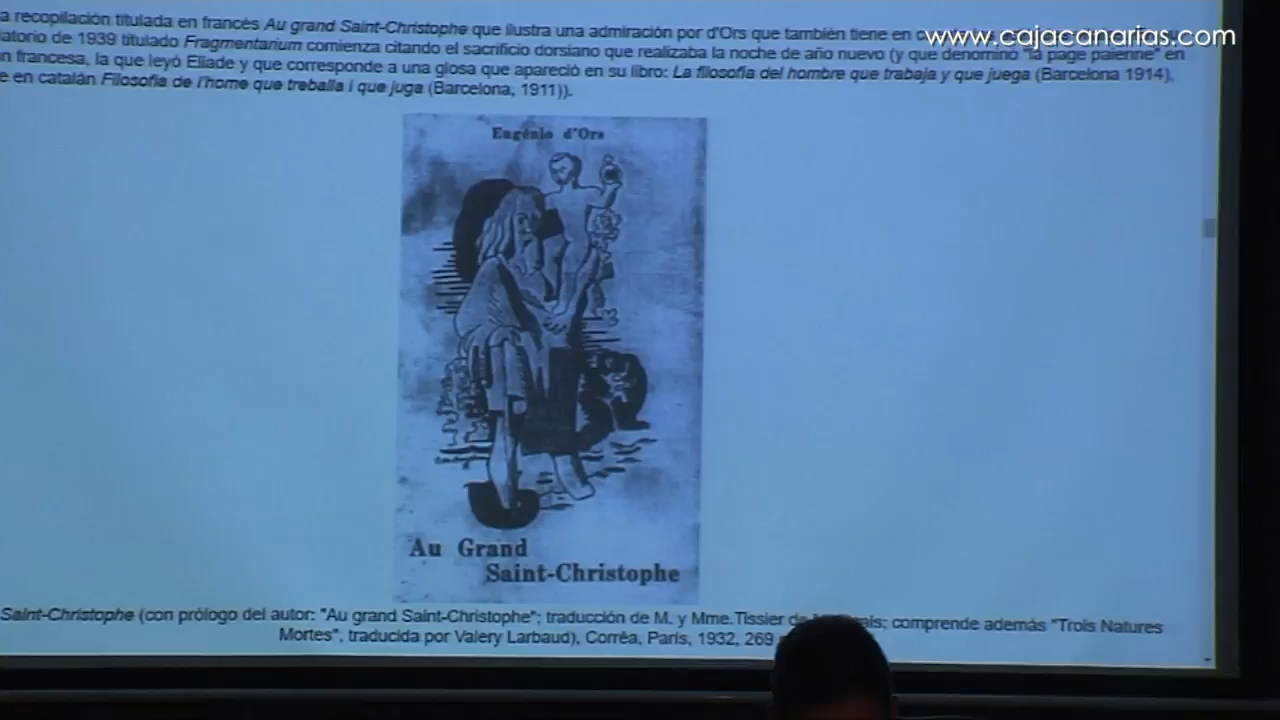 a recopilación titulada en francés Au grand Saint-Christophe que ilustra una admiración por d'Ors que también tiene en
www.cajacanarias.com
atorio de 1939 titulado Fragmentarium comienza citando el sacrificio dorsiano que realizaba la noche de año nuevo (y que denominó "la page païenne" en
n francesa, la que leyó Eliade y que corresponde a una glosa que apareció en su libro: La filosofía del hombre que trabaja y que juega (Barcelona 1914),
e en catalán Filosofia de l'home que treballa i que juga (Barcelona, 1911)).
Eugênio d'Ors
Au Grand
Saint-Christophe
Saint-Christophe (con prólogo del autor: "Au grand Saint-Christophe"; traducción de M. y Mme.Tissier de comprende además "Trois Natures
Mortes", traducida por Valery Larbaud), Corrêa, París, 1932, 269